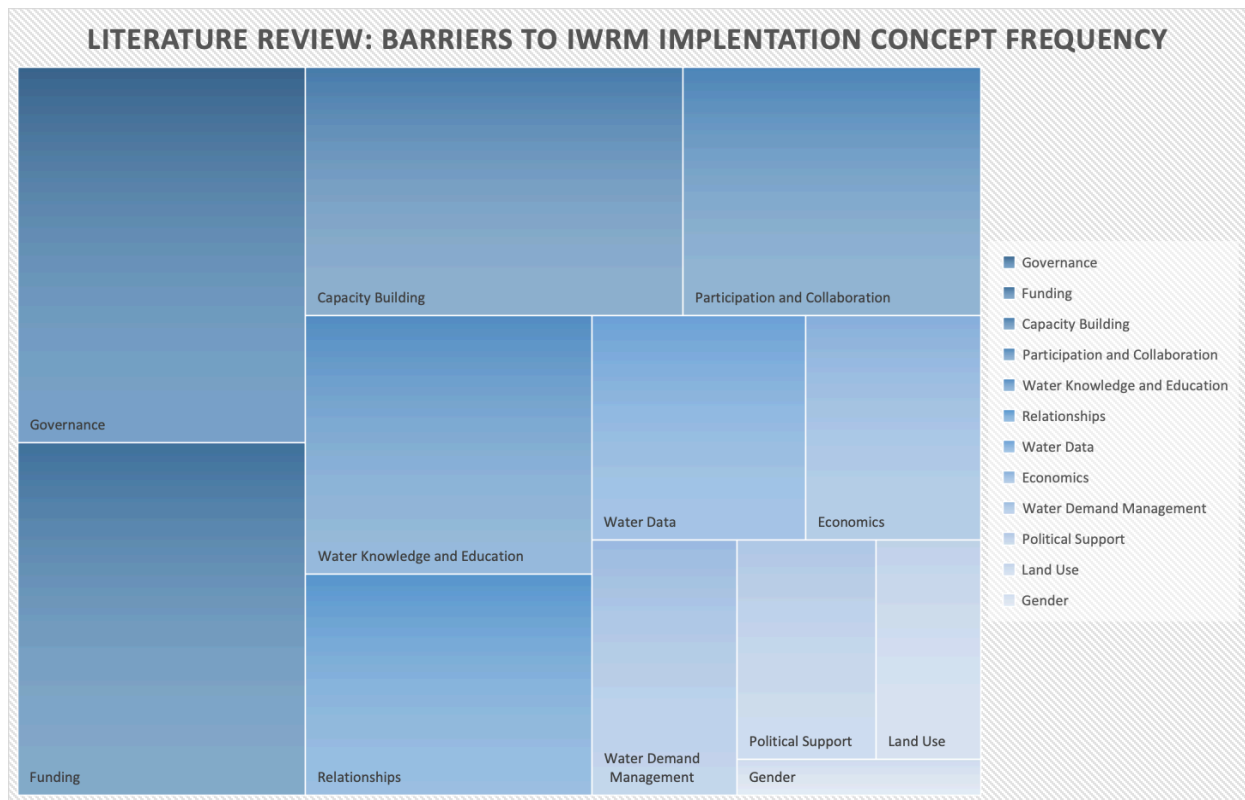 LITERATURE REVIEW: BARRIERS TO IWRM IMPLENTATION CONCEPT FREQUENCY
Governance
Funding
Capacity Building
Participation and Collaboration
Water Knowledge and Education
Relationships
Water Data
Economics
Water Demand
Management
Political Support
Land Use
Gender
Governance
Funding
Capacity Building
Participation and Collaboration
Water Knowledge and Education
Relationships
Water Data
Economics
Water Demand Management
Political Support
Land Use
Gender